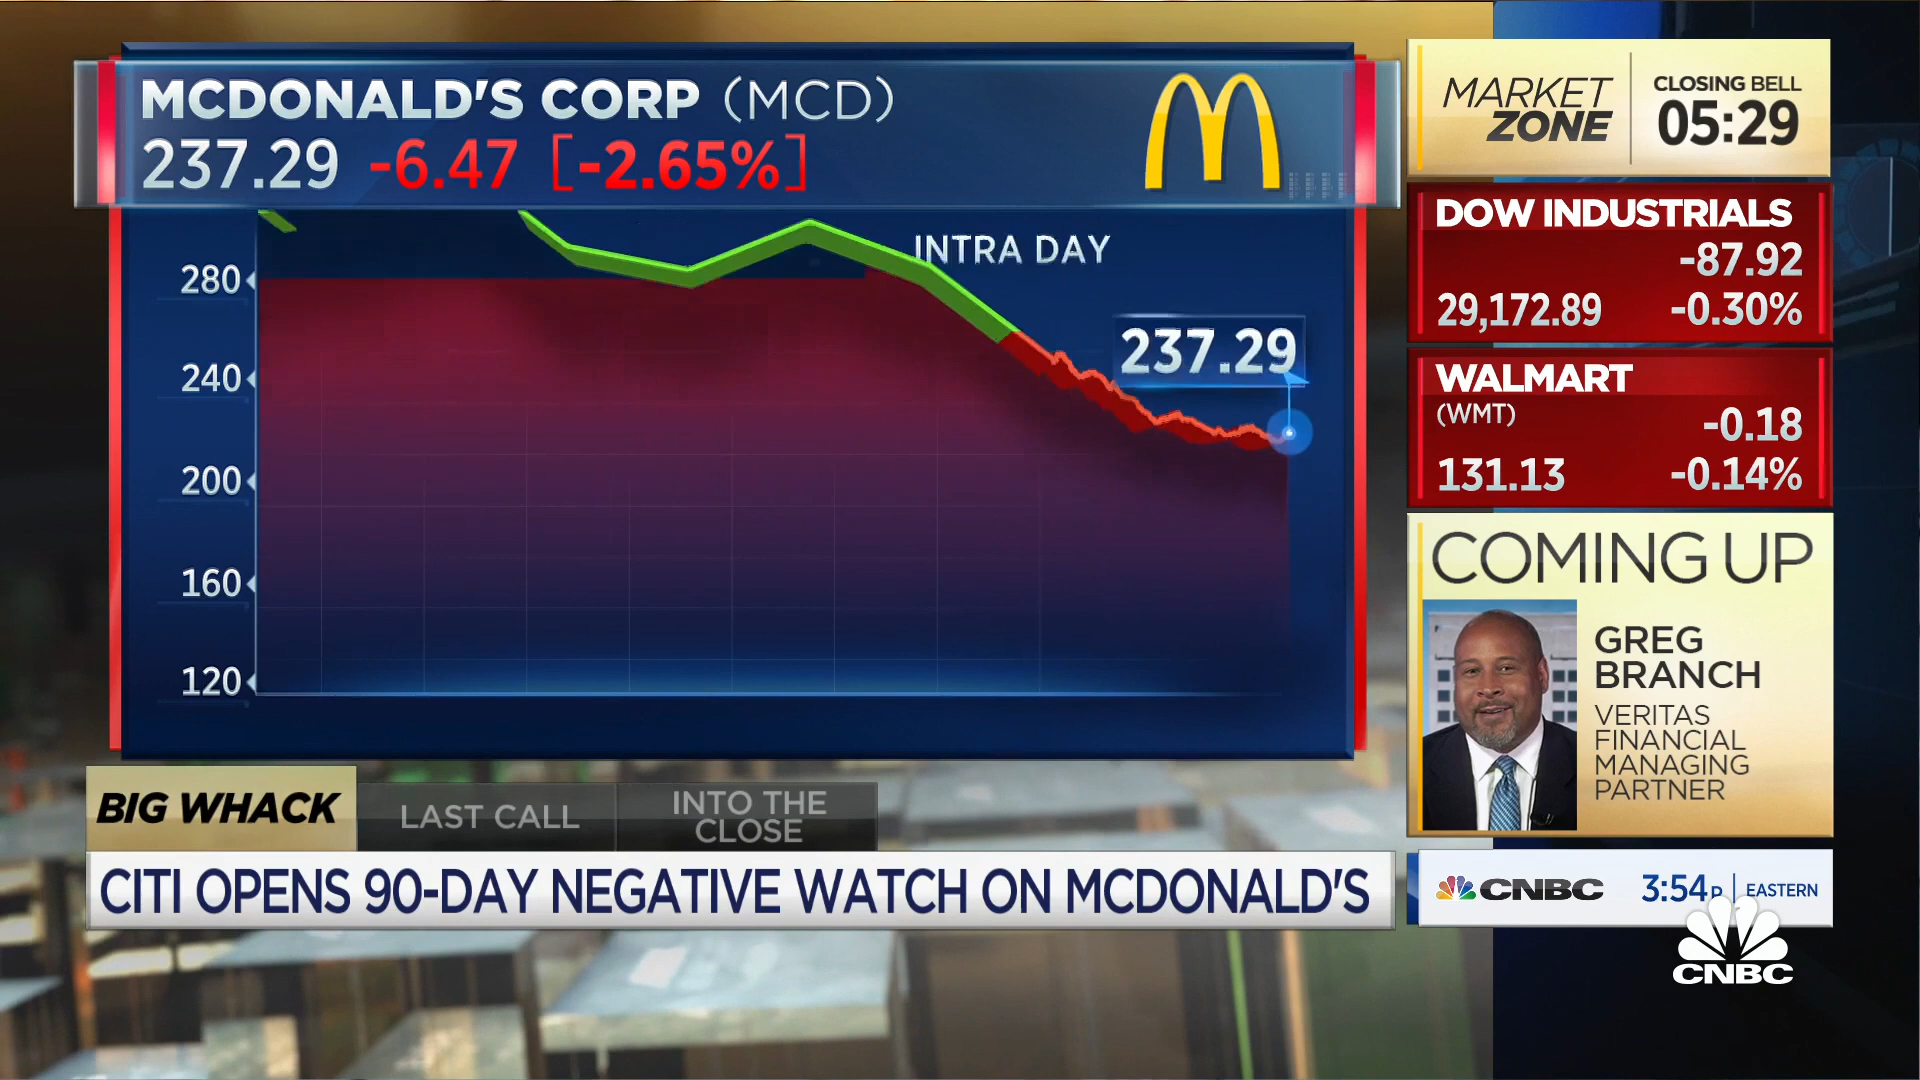 MCDONALD'S CORP (MCD)
237.29 -6.47 [-2.65%]
INTRA DAY
237.29
280
240
200
160
120
MARKET
ZONE
CLOSING BELL
05:29
DOW INDUSTRIALS
-87.92
29,172.89 -0.30%
WALMART
(WMT) -0.18
131.13 -0.14%
COMING UP
GREG
BRANCH
VERITAS
FINANCIAL
MANAGING
PARTNER
BIG WHACK
LAST CALL
INTO THE
CLOSE
CITI OPENS 90-DAY NEGATIVE WATCH ON MCDONALD'S
CNBC 3:54P EASTERN
CNBC